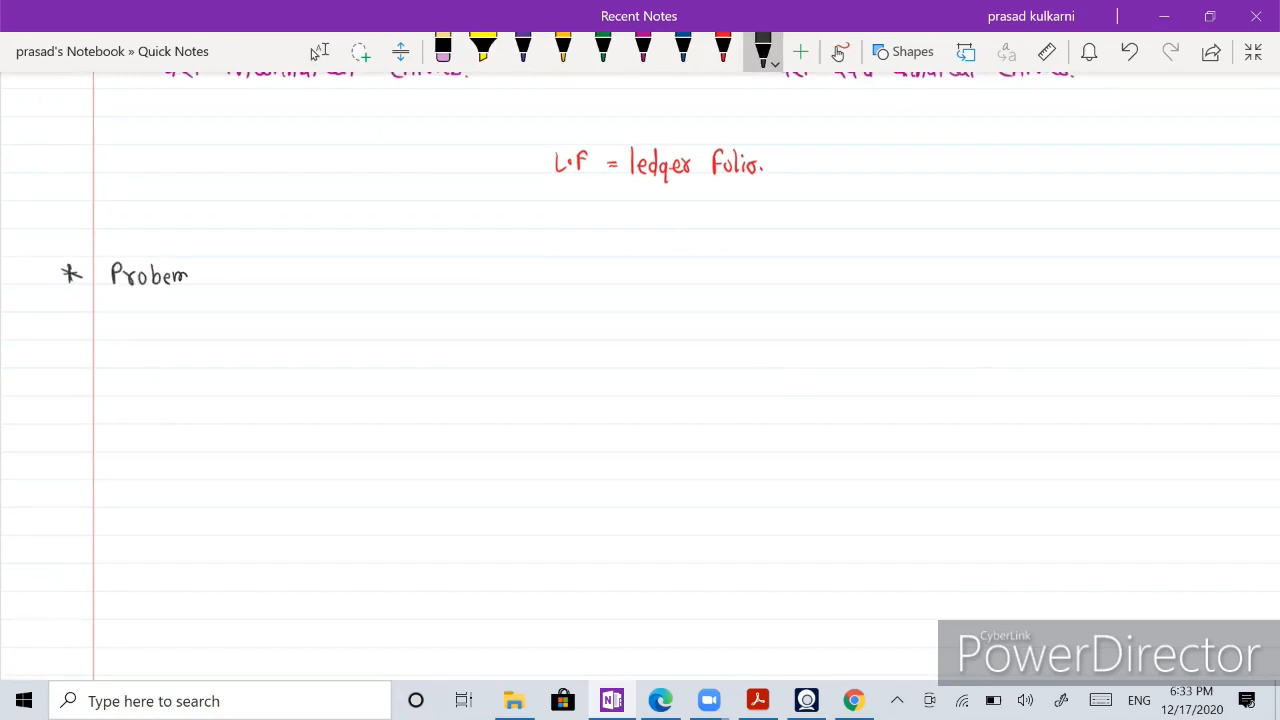 Recent Notes
prasad kulkarni
prasad's Notebook » Quick Notes
Shapes
L.F = ledger Folio.
* Probem
CyberLink
PowerDirector
Type here to search
ENG
6:33 PM
12/17/2020